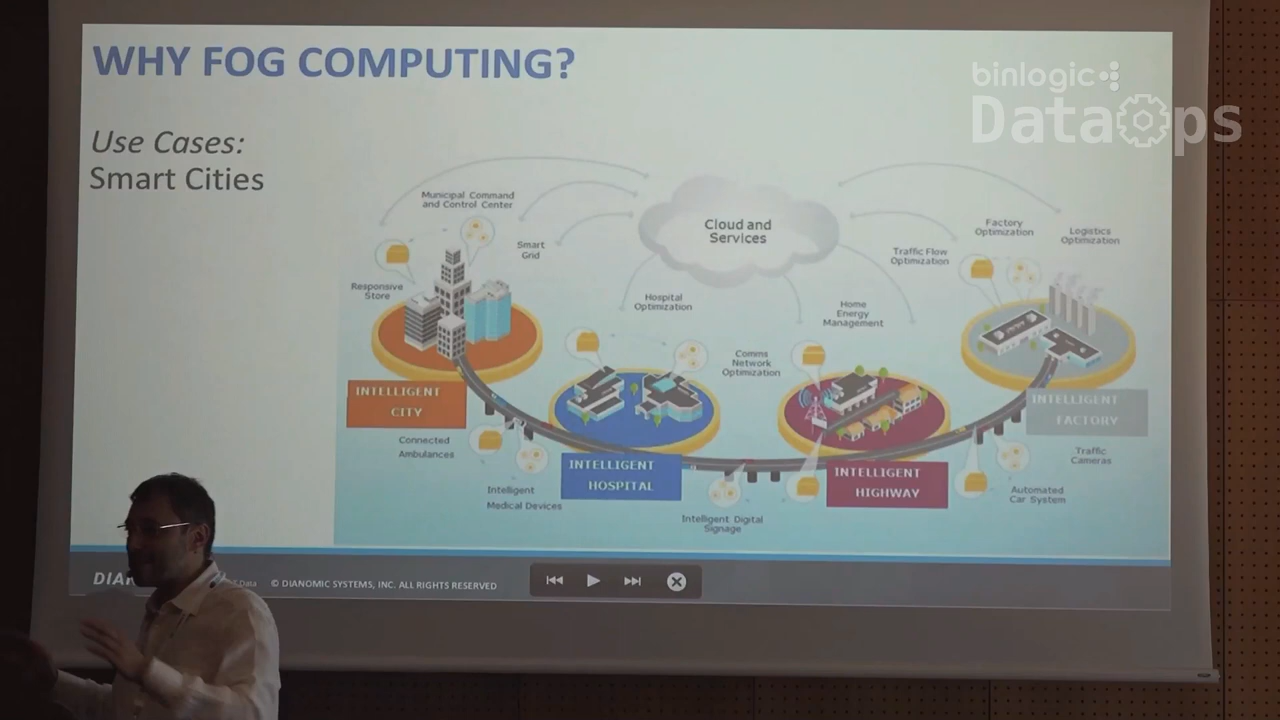 WHY FOG COMPUTING?
binlogic
DataOps
Use Cases:
Smart Cities
Municipal Command
and Control Center
Smart
Grid
Responsive
Store
Cloud and
Services
Hospital
Optimization
Traffic Flow
Optimization
Factory
Optimization
Logistics
Optimization
Home
Energy
Management
Comms
Network
Optimization
INTELLIGENT
CITY
Connected
Ambulances
Intelligent
Medical Devices
INTELLIGENT
HOSPITAL
Intelligent Digital
Signage
INTELLIGENT
HIGHWAY
INTELLIGENT
FACTORY
Traffic
Cameras
Automated
Car System
Data
© DIANOMIC SYSTEMS, INC. ALL RIGHTS RESERVED